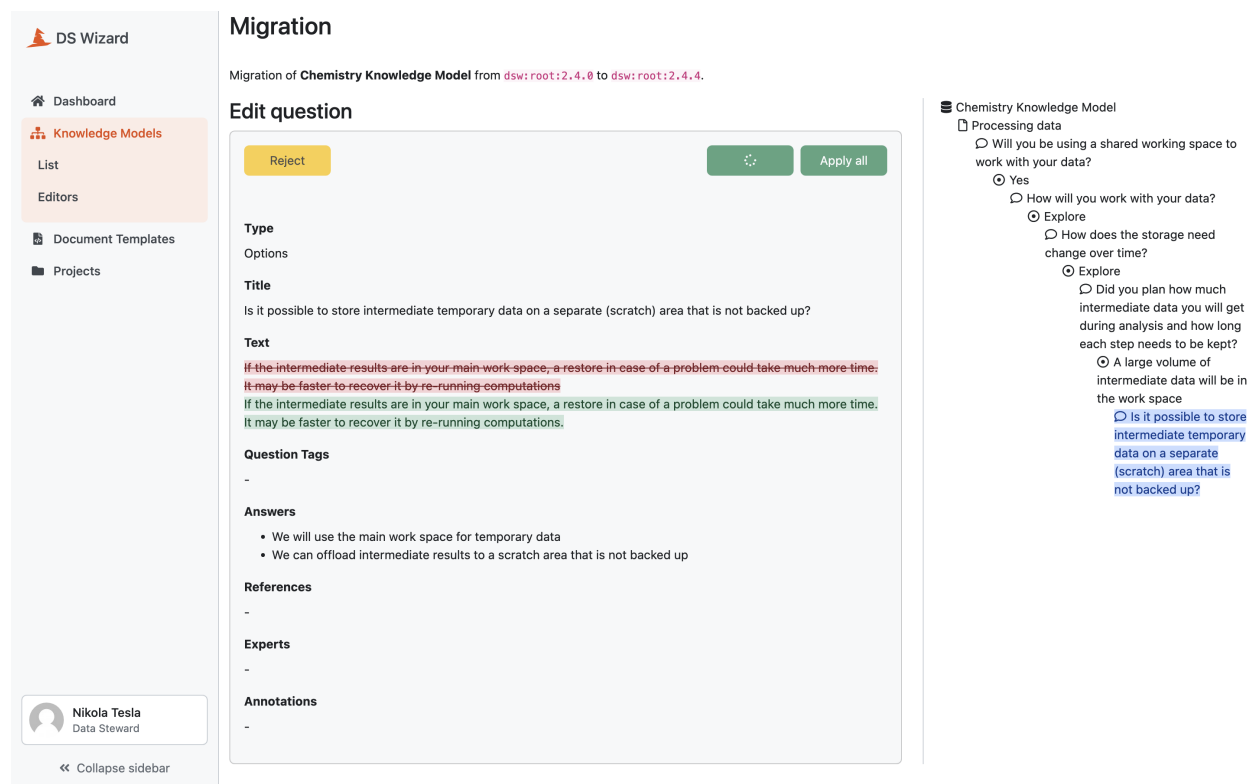 DS Wizard
Dashboard
Knowledge Models
List
Editors
Document Templates
Projects
Nikola Tesla
Data Steward
Collapse sidebar
Migration
Migration of Chemistry Knowledge Model from dsw:root:2.4.0 to dsw:root:2.4.4.
Edit question
Reject
Apply all
Type
Options
Title
Is it possible to store intermediate temporary data on a separate (scratch) area that is not backed up?
Text
If the intermediate results are in your main work space, a restore in case of a problem could take much more time.
It may be faster to recover it by re-running computations
If the intermediate results are in your main work space, a restore in case of a problem could take much more time.
It may be faster to recover it by re-running computations.
Question Tags
-
Answers
• We will use the main work space for temporary data
• We can offload intermediate results to a scratch area that is not backed up
References
-
Experts
-
Annotations
-
Chemistry Knowledge Model
Processing data
Will you be using a shared working space to
work with your data?
Yes
How will you work with your data?
Explore
How does the storage need
change over time?
Explore
Did you plan how much
intermediate data you will get
during analysis and how long
each step needs to be kept?
A large volume of
intermediate data will be in
the work space
Is it possible to store
intermediate temporary
data on a separate
(scratch) area that is
not backed up?